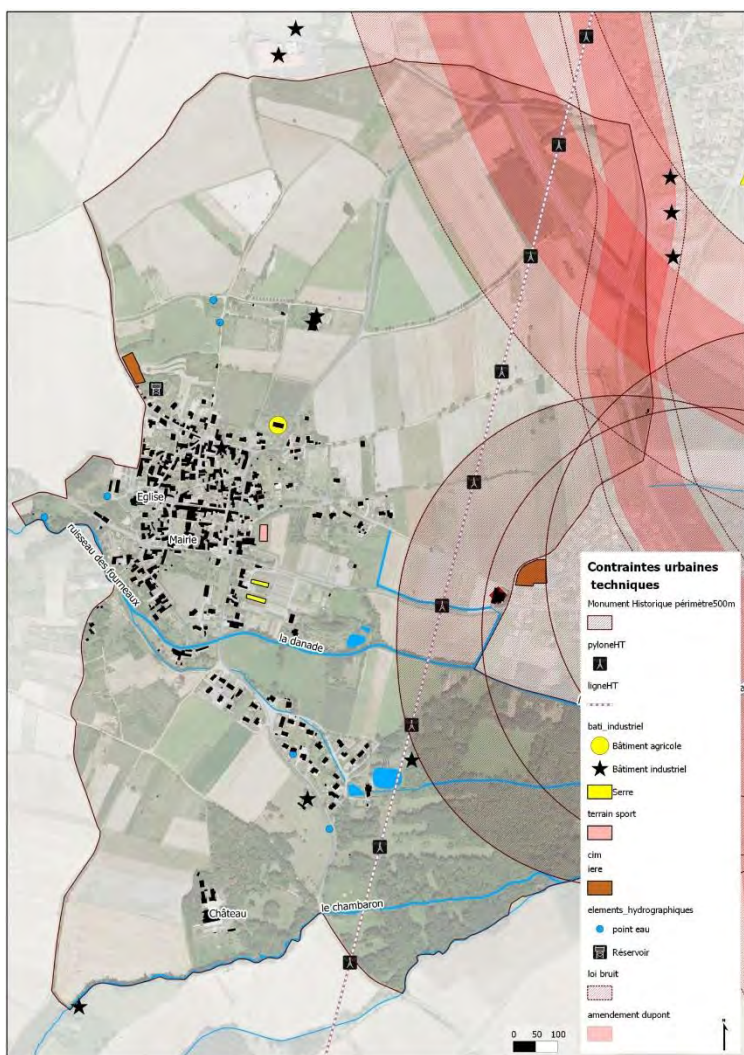 Eglise
Mairie
ruisseau des fourneaux
la danade
Château
le chambaron
Contraintes urbaines
techniques
Monument Historique périmètre500m
pyloneHT
ligneHT
bati_industriel
Bâtiment agricole
Bâtiment industriel
Serre
terrain sport
cim
iere
elements_hydrographiques
point eau
Réservoir
loi bruit
amendement dupont
0 50 100